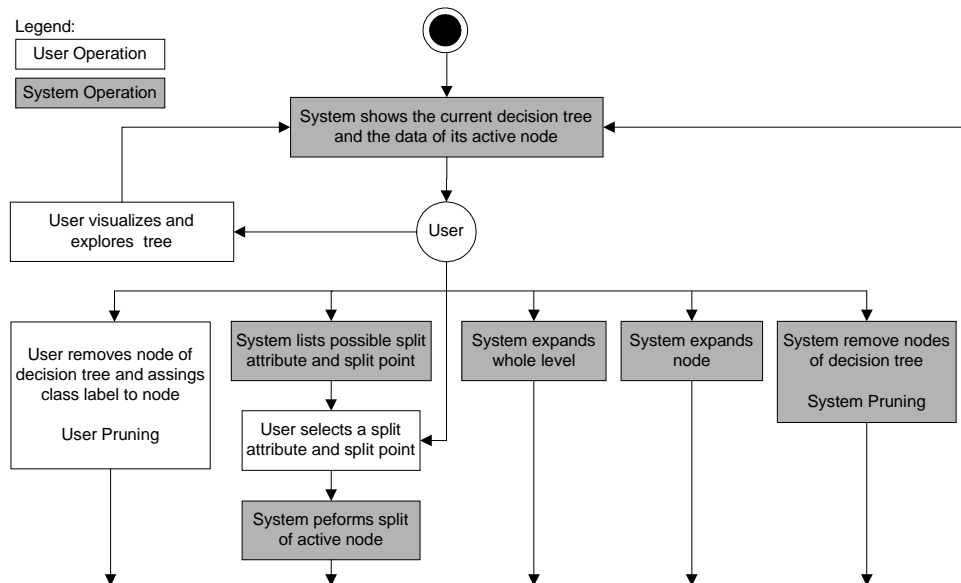 Legend:
User Operation
System Operation
System shows the current decision tree
and the data of its active node
User visualizes and
explores tree
User
User removes node of
decision tree and assings
class label to node
User Pruning
System lists possible split
attribute and split point
User selects a split
attribute and split point
System peforms split
of active node
System expands
whole level
System expands
node
System remove nodes
of decision tree
System Pruning